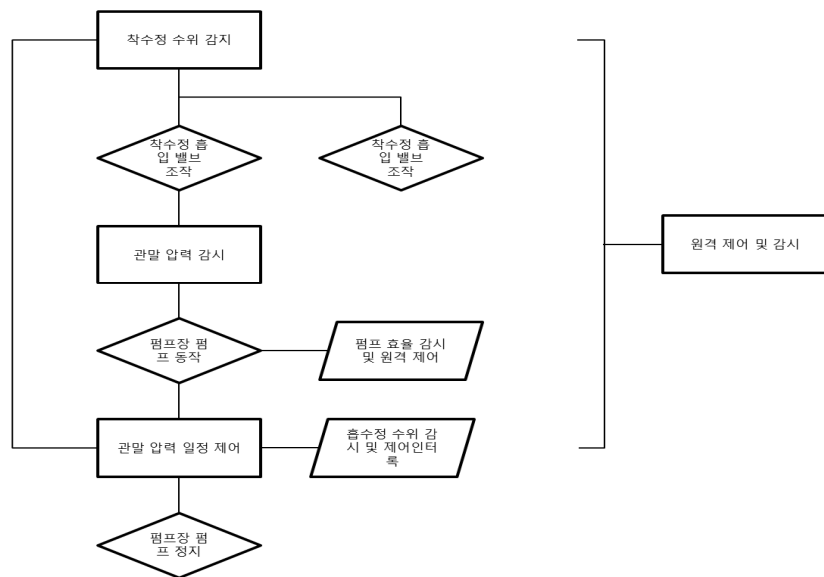 착수정 수위 감지
착수정 흡
입 밸브
조작
착수정 흡
입 밸브
조작
관말 압력 감시
원격 제어 및 감시
펌프장 펌
프 동작
펌프 효율 감시
및 원격 제어
관말 압력 일정 제어
흡수정 수위 감
시 및 제어인터
록
펌프장 펌
프 정지